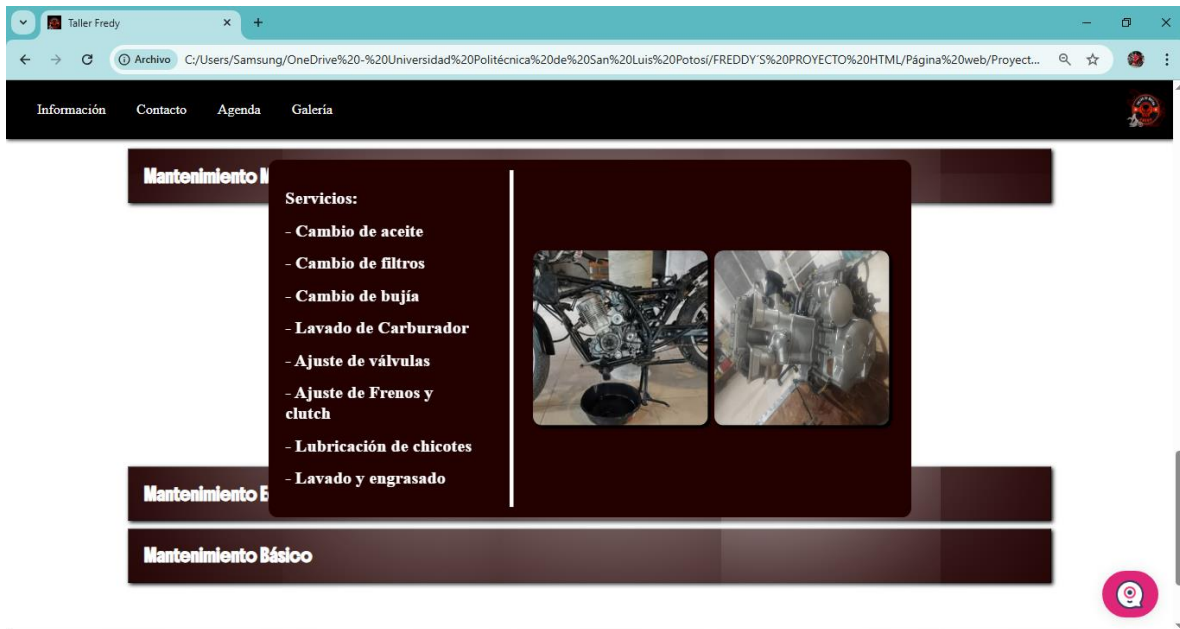 Taller Fredy
Archivo
C:/Users/Samsung/OneDrive%20-%20Universidad%20Politécnica%20de%20San%20Luis%20Potosí/FREDDY´S%20PROYECTO%20HTML/Página%20web/Proyect...
Información Contacto Agenda Galería
Mantenimiento M
Servicios:
- Cambio de aceite
- Cambio de filtros
- Cambio de bujía
- Lavado de Carburador
- Ajuste de válvulas
- Ajuste de Frenos y
clutch
- Lubricación de chicotes
- Lavado y engrasado
Mantenimiento E
Mantenimiento Básico